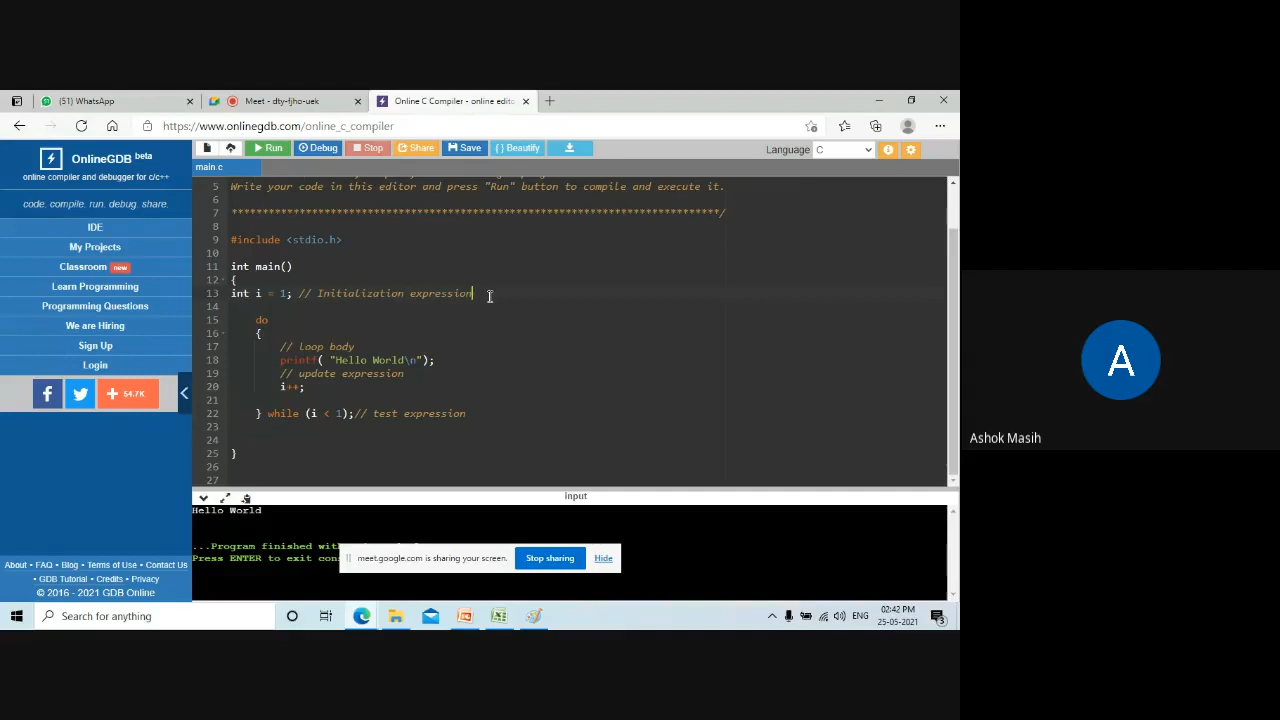 (51) WhatsApp
Meet - dty-fjho-uek
Online C Compiler - online edito
https://www.onlinegdb.com/online_c_compiler
OnlineGDB beta
online compiler and debugger for c/c++
code. compile. run. debug. share.
IDE
My Projects
Classroom new
Learn Programming
Programming Questions
We are Hiring
Sign Up
Login
54.7K
About • FAQ • Blog • Terms of Use • Contact Us
• GDB Tutorial • Credits • Privacy
© 2016 - 2021 GDB Online
Run Debug Stop Share Save { } Beautify
Language C
main.c
5 Write your code in this editor and press "Run" button to compile and execute it.
6
7 *******************************************************************************/
8
9 #include <stdio.h>
10
11 int main()
12 {
13 int i = 1; // Initialization expression
14
15 do
16 {
17 // loop body
18 printf( "Hello World\n");
19 // update expression
20 i++;
21
22 } while (i < 1);// test expression
23
24
25 }
26
27
input
Hello World
...Program finished with
Press ENTER to exit con
meet.google.com is sharing your screen.
Stop sharing
Hide
Search for anything
ENG
02:42 PM
25-05-2021
3
A
Ashok Masih